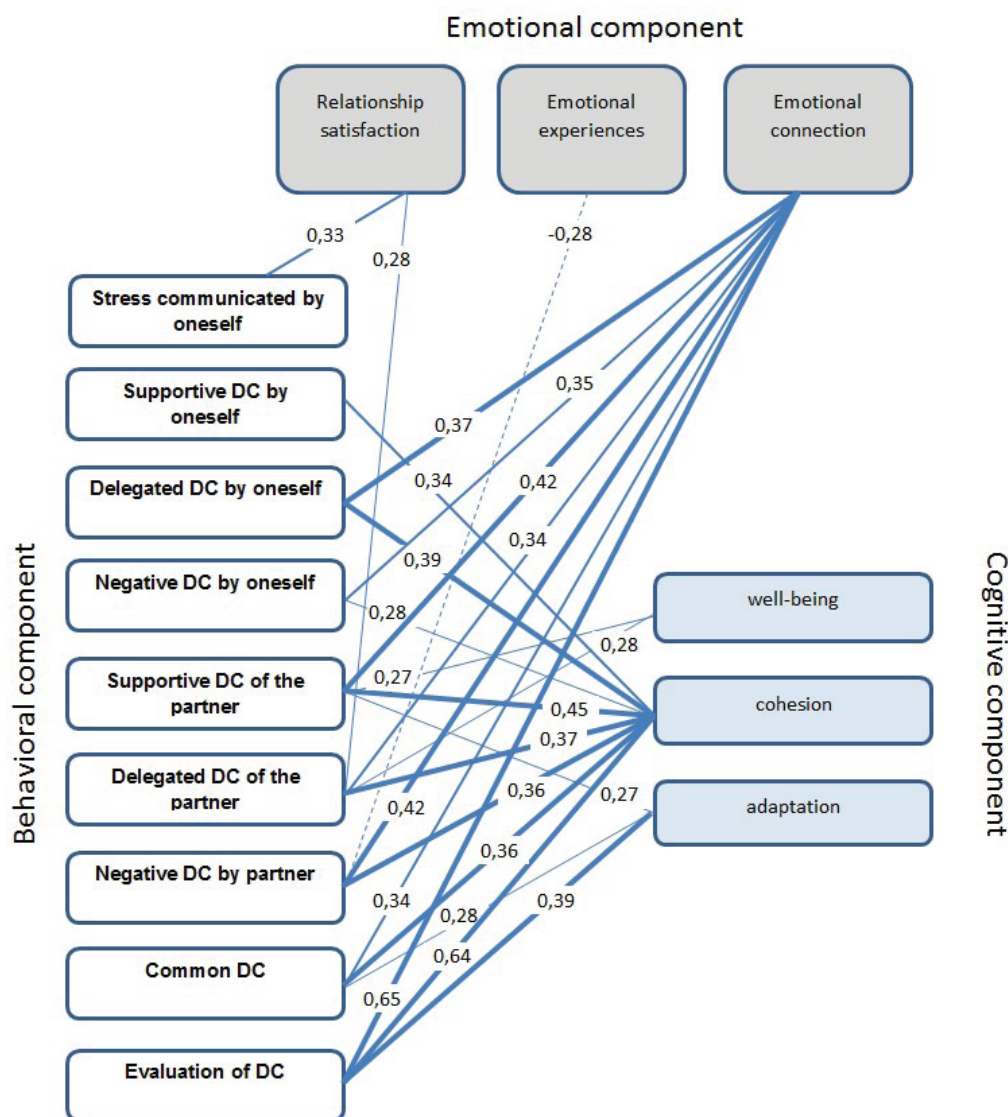 Emotional component
Relationship
satisfaction
Emotional
experiences
Emotional
connection
0,33
-0,28
0,28
Stress communicated by
oneself
Supportive DC by
oneself
0,35
0,37
Delegated DC by oneself
0,34
0,42
0,34
0,39
Negative DC by oneself
0,28
well-being
0,28
Supportive DC of the
partner
0,27
0,45
cohesion
0,37
Delegated DC of the
partner
0,36
0,27
adaptation
0,42
Negative DC by partner
0,36
0,34
0,28
0,39
Common DC
0,64
0,65
Evaluation of DC
Behavioral component
Cognitive component